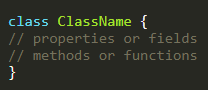 class ClassName {
// properties or fields
// methods or functions
}